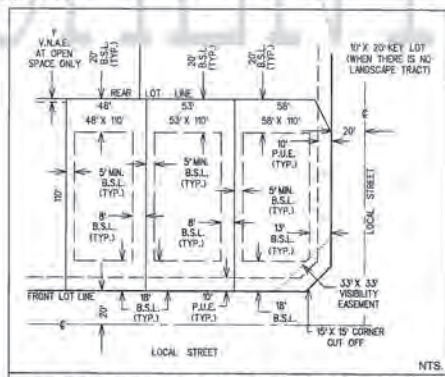 1'
V.N.A.E.
AT OPEN
SPACE ONLY
20'
B.S.L.
(TYP.)
20'
B.S.L.
(TYP.)
20'
B.S.L.
(TYP.)
10' X 20' KEY LOT
(WHEN THERE IS NO
LANDSCAPE TRACT)
REAR LOT LINE
48'
53'
58'
48' X 110'
53' X 110'
58' X 110'
20'
10'
P.U.E.
(TYP.)
110'
5' MIN.
B.S.L.
(TYP.)
5' MIN.
B.S.L.
(TYP.)
5' MIN.
B.S.L.
(TYP.)
8'
B.S.L.
(TYP.)
8'
B.S.L.
(TYP.)
13'
B.S.L.
(TYP.)
LOCAL STREET
FRONT LOT LINE
18'
B.S.L.
(TYP.)
10'
P.U.E.
(TYP.)
18'
B.S.L.
33' X 33'
VISIBILITY
EASEMENT
20'
15' X 15' CORNER
CUT OFF
LOCAL STREET
NTS